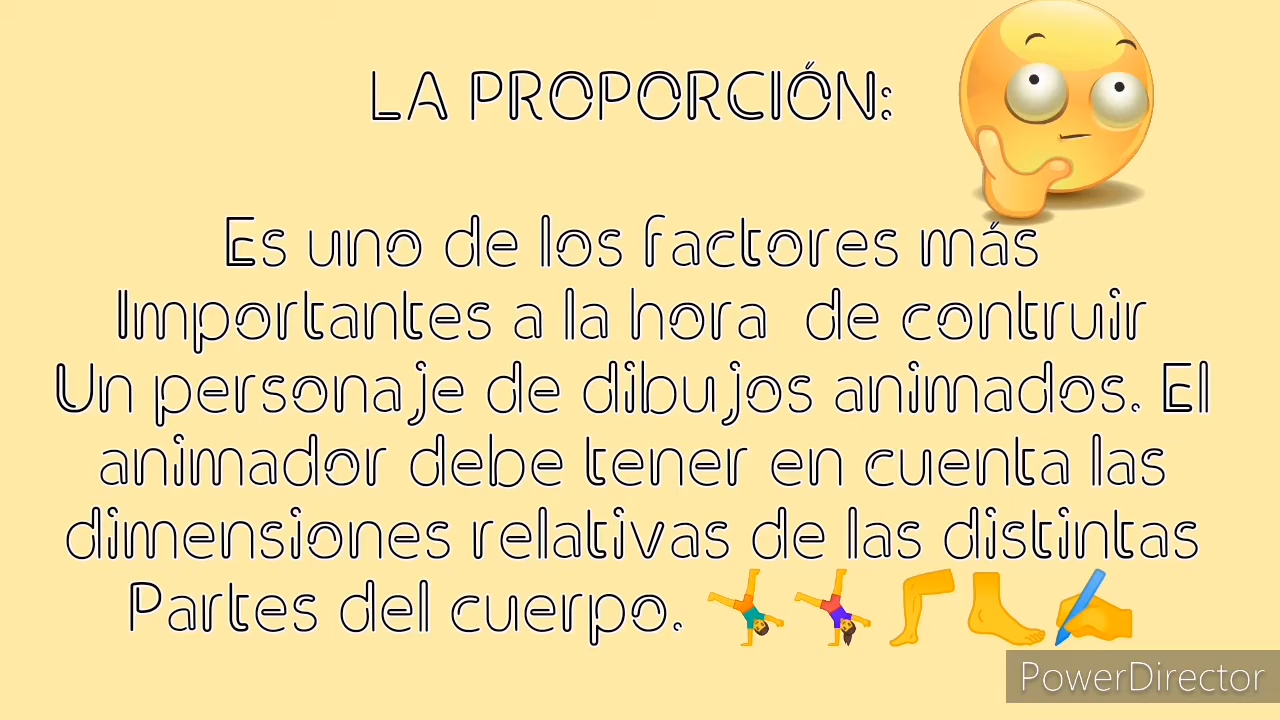 LA PROPORCIÓN:
Es uno de los factores más
Importantes a la hora de contruir
Un personaje de dibujos animados. El
animador debe tener en cuenta las
dimensiones relativas de las distintas
Partes del cuerpo.
PowerDirector